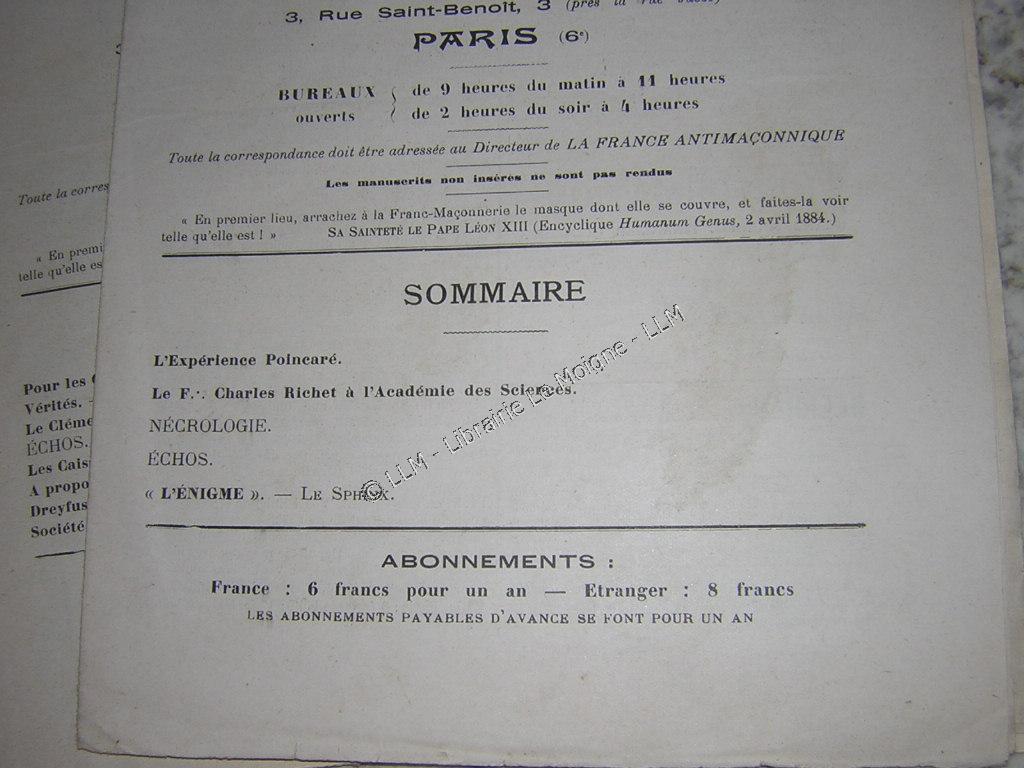 3, Rue Saint-Benoît, 3 (près la rue
PARIS (6e)
BUREAUX ouverts { de 9 heures du matin à 11 heures
de 2 heures du soir à 4 heures
Toute la correspondance doit être adressée au Directeur de LA FRANCE ANTIMAÇONNIQUE
Les manuscrits non insérés ne sont pas rendus
« En premier lieu, arrachez à la Franc-Maçonnerie le masque dont elle se couvre, et faites-la voir
telle qu'elle est ! » SA SAINTETÉ LE PAPE LÉON XIII (Encyclique Humanum Genus, 2 avril 1884.)
SOMMAIRE
L'Expérience Poincaré.
Le F∴ Charles Richet à l'Académie des Sciences.
NÉCROLOGIE.
ÉCHOS.
« L'ÉNIGME ». — LE SPHINX.
ABONNEMENTS :
France : 6 francs pour un an — Etranger : 8 francs
LES ABONNEMENTS PAYABLES D'AVANCE SE FONT POUR UN AN
Toute la corres
« En premi
telle qu'elle es
Pour les
Vérités. -
Le Cléme
ÉCHOS.
Les Cais
A propo
Dreyfus
Société
© LLM - Librairie Le Moigne - LLM